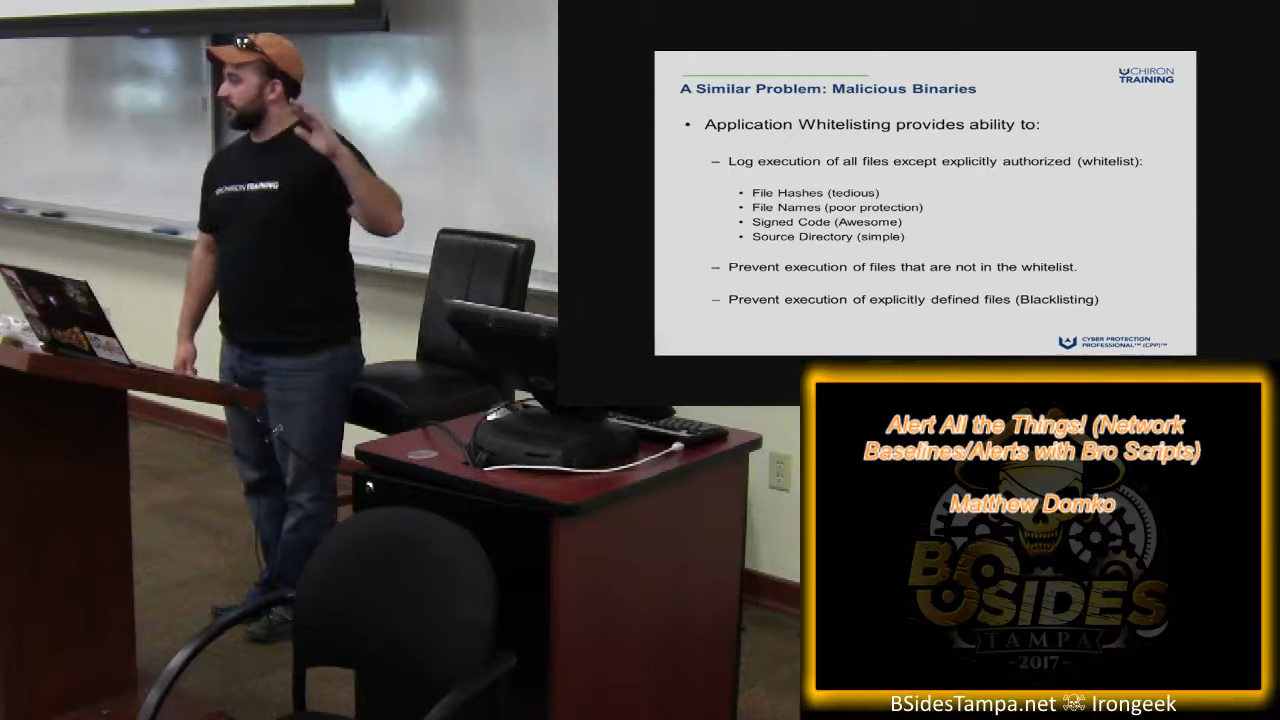 CHIRON
TRAINING
A Similar Problem: Malicious Binaries
• Application Whitelisting provides ability to:
– Log execution of all files except explicitly authorized (whitelist):
• File Hashes (tedious)
• File Names (poor protection)
• Signed Code (Awesome)
• Source Directory (simple)
– Prevent execution of files that are not in the whitelist.
– Prevent execution of explicitly defined files (Blacklisting)
CYBER PROTECTION
PROFESSIONAL™ (CPP)™
CHIRON TRAINING
Alert All the Things! (Network
Baselines/Alerts with Bro Scripts)
Matthew Domko
BSIDES
TAMPA
-2017-
BSidesTampa.net ☠ Irongeek